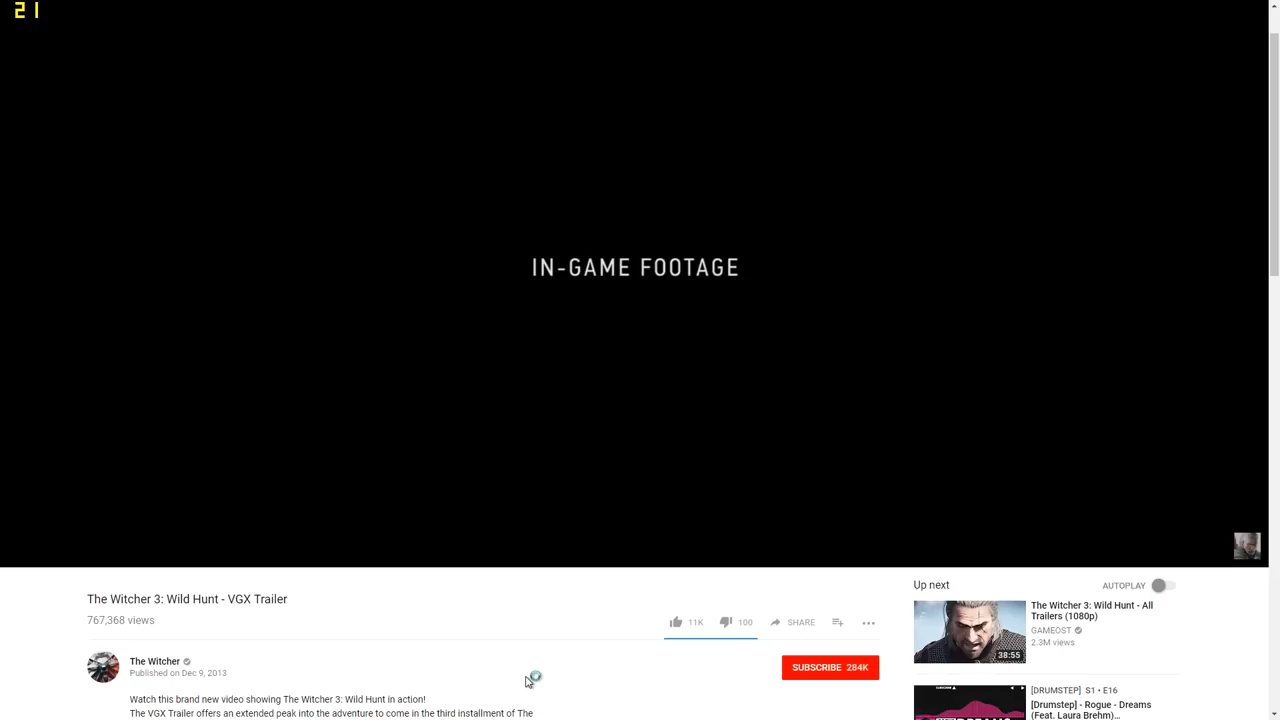 21
IN-GAME FOOTAGE
The Witcher 3: Wild Hunt - VGX Trailer
767,368 views
11K
100
SHARE
The Witcher
Published on Dec 9, 2013
SUBSCRIBE 284K
Watch this brand new video showing The Witcher 3: Wild Hunt in action!
The VGX Trailer offers an extended peak into the adventure to come in the third installment of The
Up next
AUTOPLAY
38:55
The Witcher 3: Wild Hunt - All
Trailers (1080p)
GAMEOST
2.3M views
[DRUMSTEP] S1 • E16
[Drumstep] - Rogue - Dreams
(Feat. Laura Brehm)...